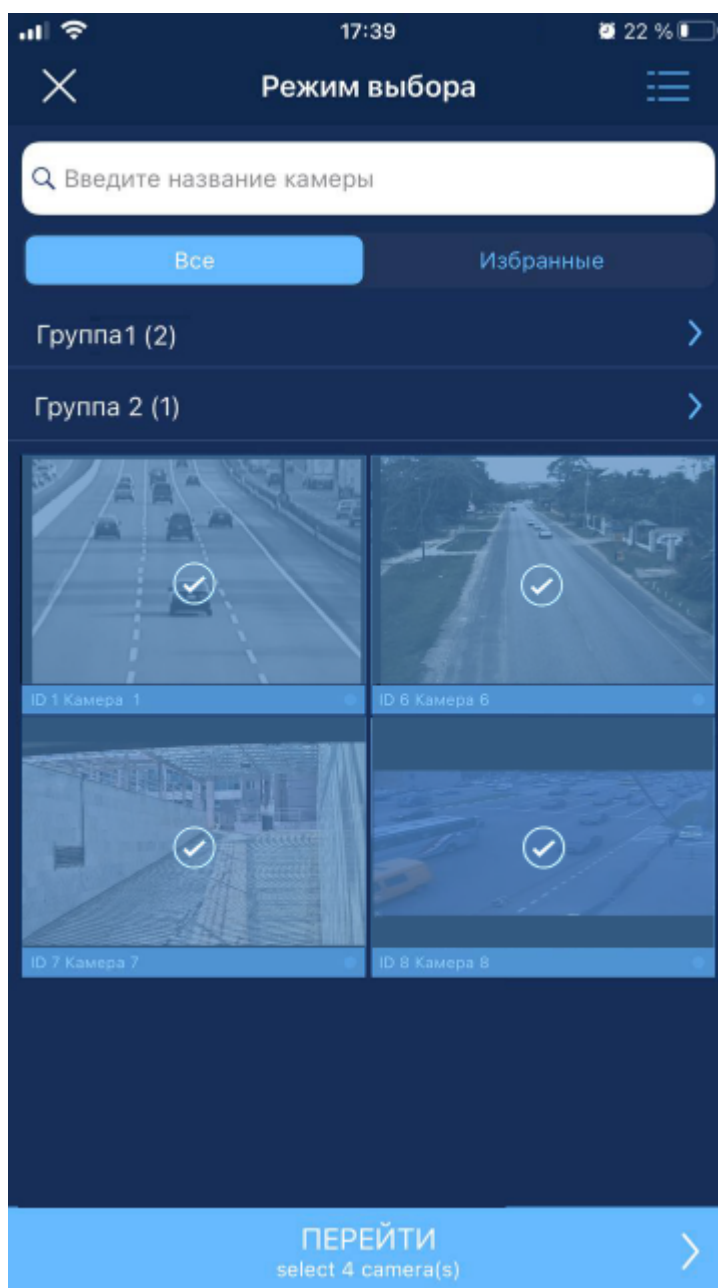 17:39
22 %
Режим выбора
Введите название камеры
Все
Избранные
Группа1 (2)
Группа 2 (1)
ID 1 Камера 1
ID 6 Камера 6
ID 7 Камера 7
ID 8 Камера 8
ПЕРЕЙТИ
select 4 camera(s)